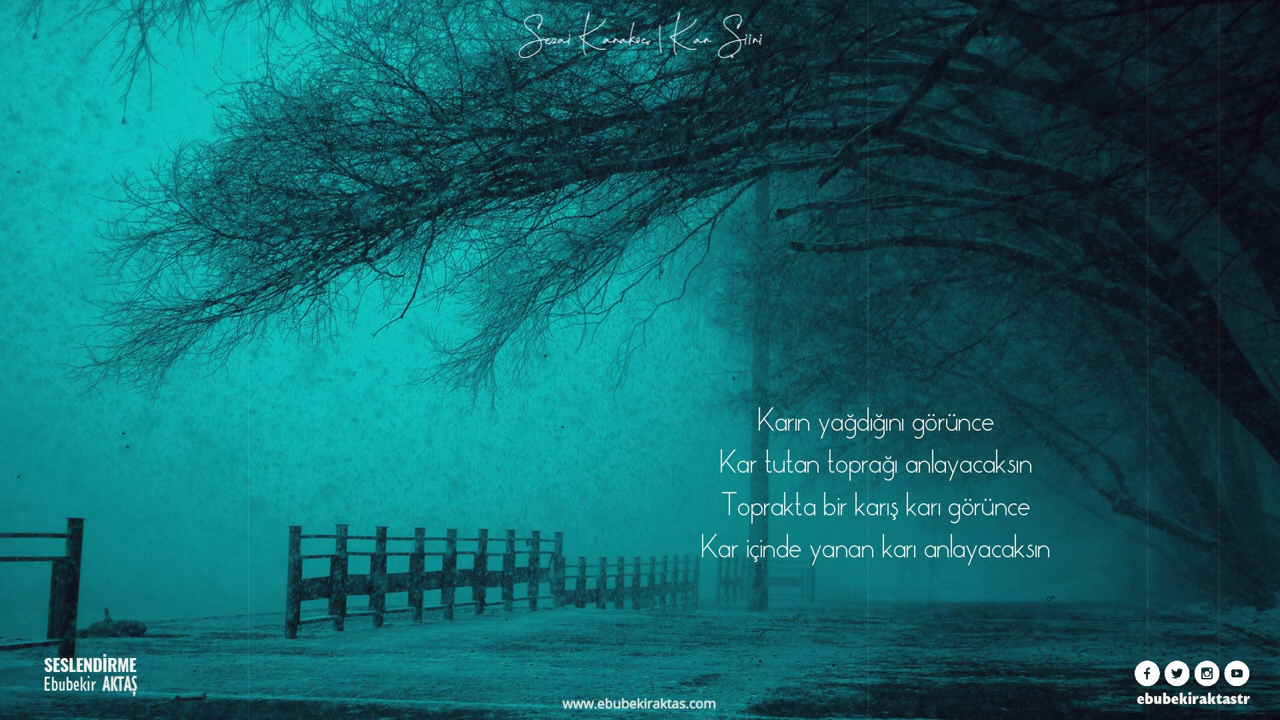 Sezai Karakoç | Kar Şiiri
Karın yağdığını görünce
Kar tutan toprağı anlayacaksın
Toprakta bir karış karı görünce
Kar içinde yanan karı anlayacaksın
SESLENDİRME
Ebubekir AKTAŞ
www.ebubekiraktas.com
ebubekiraktastr